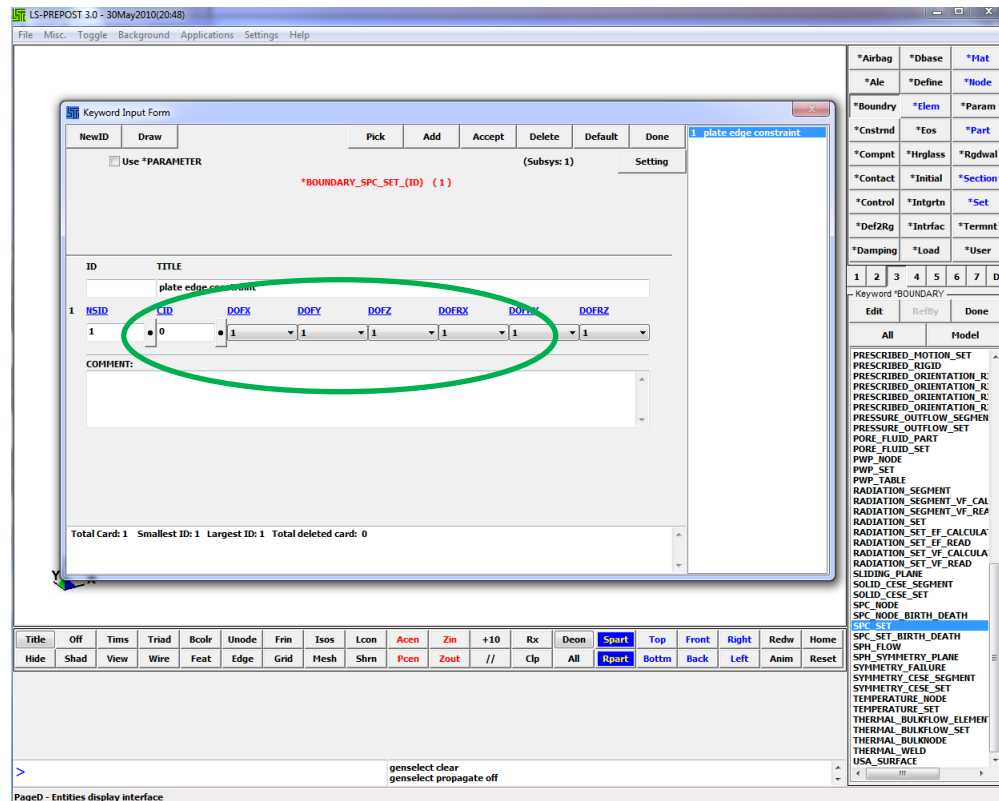 LS-PREPOST 3.0 - 30May2010(20:48)
File Misc. Toggle Background Applications Settings Help
Keyword Input Form
NewID Draw Pick Add Accept Delete Default Done
Use *PARAMETER (Subsys: 1) Setting
*BOUNDARY_SPC_SET_(ID) (1)
1 plate edge constraint
ID TITLE
plate edge constraint
1 NSID CID DOFX DOFY DOFZ DOFRX DOFRY DOFRZ
1 0 1 1 1 1 1 1
COMMENT:
Total Card: 1 Smallest ID: 1 Largest ID: 1 Total deleted card: 0
*Airbag *Dbase *Mat
*Ale *Define *Node
*Boundry *Elem *Param
*Cnstrnd *Eos *Part
*Compnt *Hrglass *Rgdwal
*Contact *Initial *Section
*Control *Intgrtn *Set
*Def2Rg *Intrfac *Termnt
*Damping *Load *User
1 2 3 4 5 6 7 D
Keyword *BOUNDARY
Edit RefBy Done
All Model
PRESCRIBED_MOTION_SET
PRESCRIBED_RIGID
PRESCRIBED_ORIENTATION_R
PRESCRIBED_ORIENTATION_R
PRESCRIBED_ORIENTATION_R
PRESCRIBED_ORIENTATION_R
PRESSURE_OUTFLOW_SEGMEN
PRESSURE_OUTFLOW_SET
PORE_FLUID_PART
PORE_FLUID_SET
PWP_NODE
PWP_SET
PWP_TABLE
RADIATION_SEGMENT
RADIATION_SEGMENT_VF_CAL
RADIATION_SEGMENT_VF_REA
RADIATION_SET
RADIATION_SET_EF_CALCULA
RADIATION_SET_EF_READ
RADIATION_SET_VF_CALCULA
RADIATION_SET_VF_READ
SLIDING_PLANE
SOLID_CESE_SEGMENT
SOLID_CESE_SET
SPC_NODE
SPC_NODE_BIRTH_DEATH
SPC_SET
SPC_SET_BIRTH_DEATH
SPH_FLOW
SPH_SYMMETRY_PLANE
SYMMETRY_FAILURE
SYMMETRY_CESE_SEGMENT
SYMMETRY_CESE_SET
TEMPERATURE_NODE
TEMPERATURE_SET
THERMAL_BULKFLOW_ELEMEN
THERMAL_BULKFLOW_SET
THERMAL_BULKNODE
THERMAL_WELD
USA_SURFACE
Title Off Tims Triad Bcolr Unode Frin Isos Lcon Acen Zin +10 Rx Deon Spart Top Front Right Redw Home
Hide Shad View Wire Feat Edge Grid Mesh Shrn Pcen Zout // Clp All Rpart Bottm Back Left Anim Reset
>
genselect clear
genselect propagate off
PageD - Entities display interface